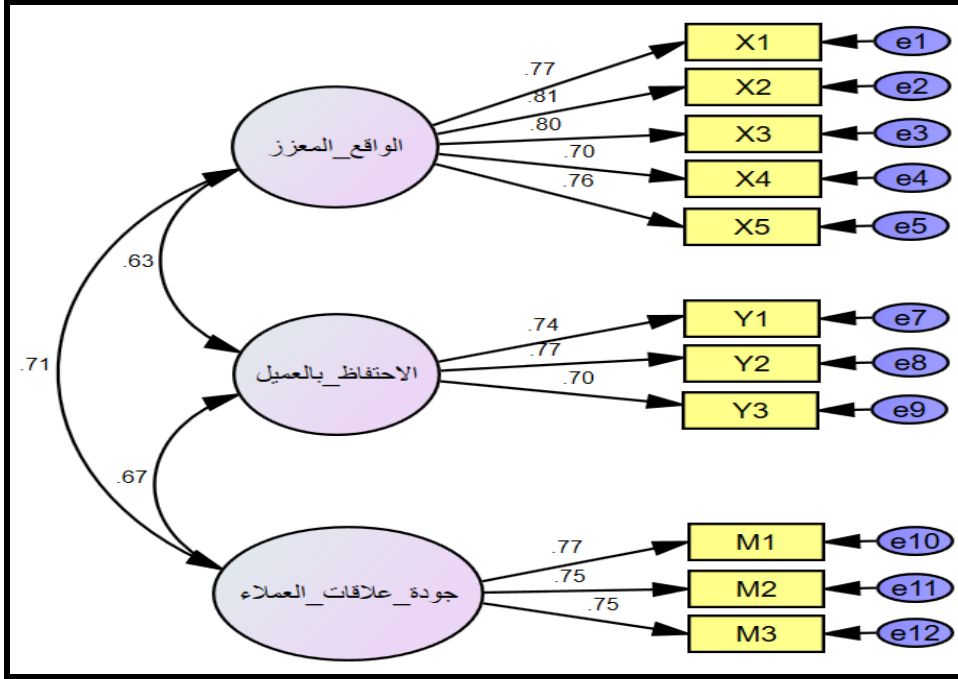 .77
.81
.80
.70
.76
X1
e1
X2
e2
X3
e3
X4
e4
X5
e5
الواقع_المعزز
.63
.71
.74
.77
.70
Y1
e7
Y2
e8
Y3
e9
الاحتفاظ_بالعميل
.67
.77
.75
.75
M1
e10
M2
e11
M3
e12
جودة_علاقات_العملاء